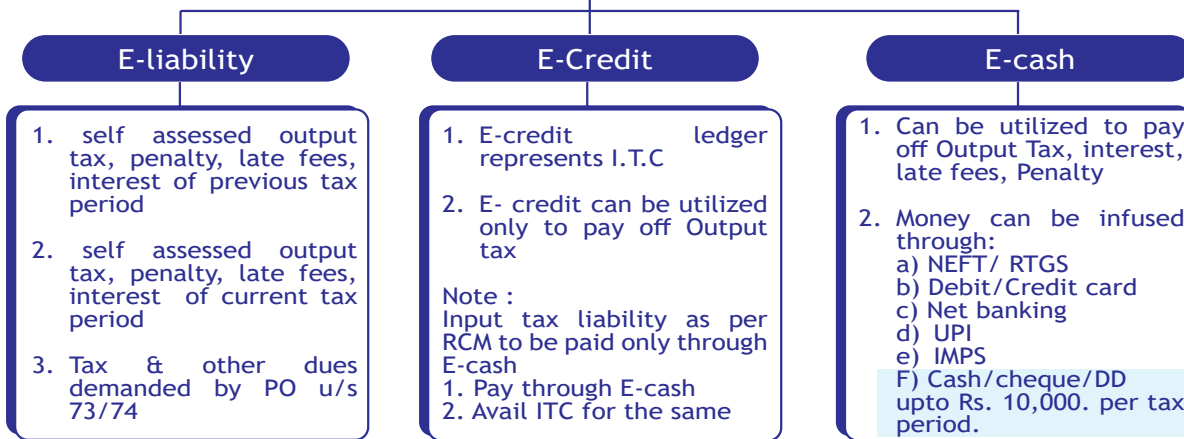 E-liability
1. self assessed output
tax, penalty, late fees,
interest of previous tax
period
2. self assessed output
tax, penalty, late fees,
interest of current tax
period
3. Tax & other dues
demanded by PO u/s
73/74
E-Credit
1. E-credit ledger
represents I.T.C
2. E- credit can be utilized
only to pay off Output
tax
Note :
Input tax liability as per
RCM to be paid only through
E-cash
1. Pay through E-cash
2. Avail ITC for the same
E-cash
1. Can be utilized to pay
off Output Tax, interest,
late fees, Penalty
2. Money can be infused
through:
a) NEFT/ RTGS
b) Debit/Credit card
c) Net banking
d) UPI
e) IMPS
F) Cash/cheque/DD
upto Rs. 10,000. per tax
period.